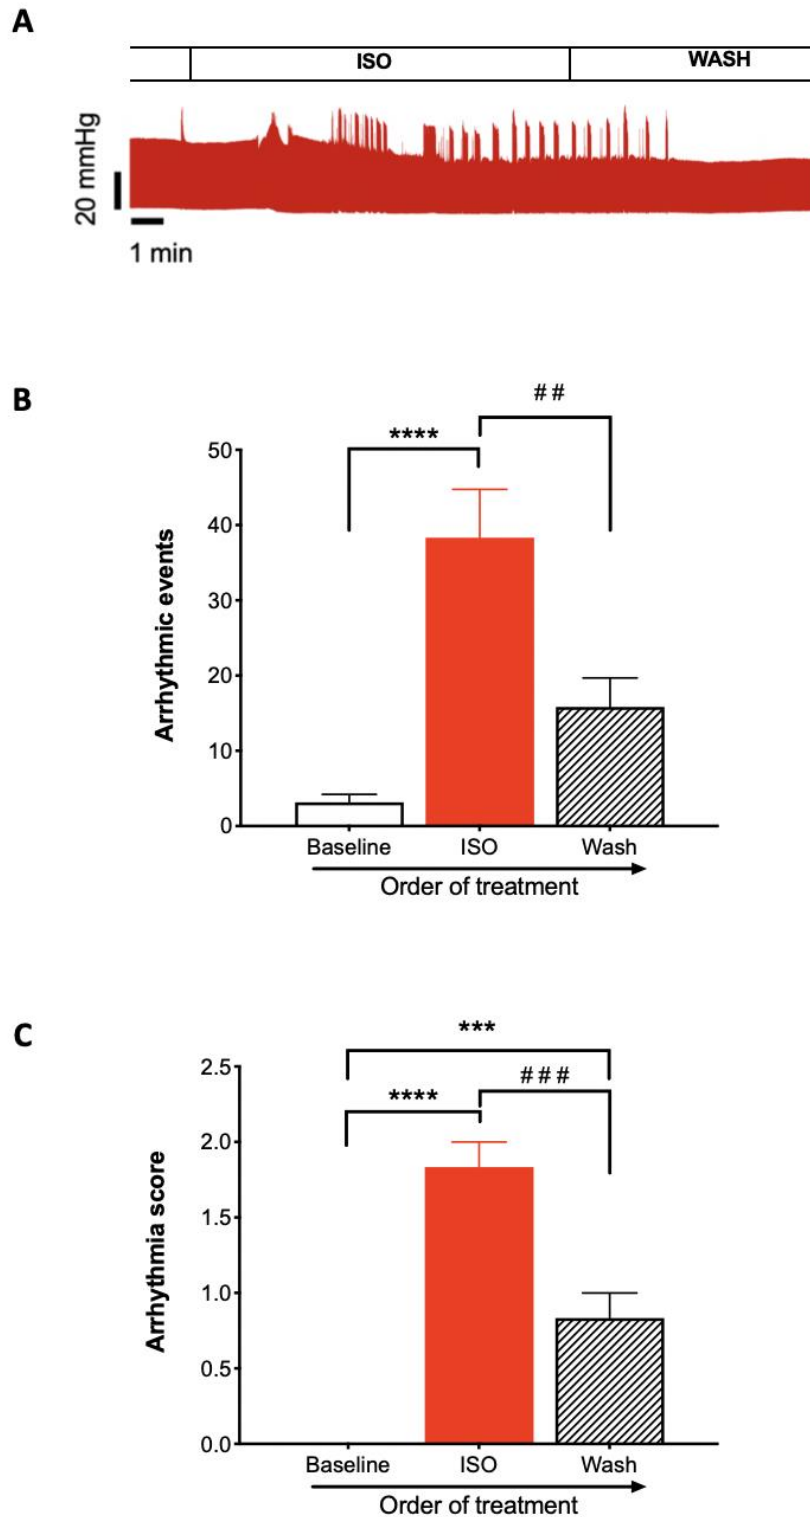 A
ISO
WASH
20 mmHg
1 min
B
##
****
50
40
30
20
10
0
Arrhythmic events
Baseline
ISO
Wash
Order of treatment
C
***
###
****
2.5
2.0
1.5
1.0
0.5
0.0
Arrhythmia score
Baseline
ISO
Wash
Order of treatment